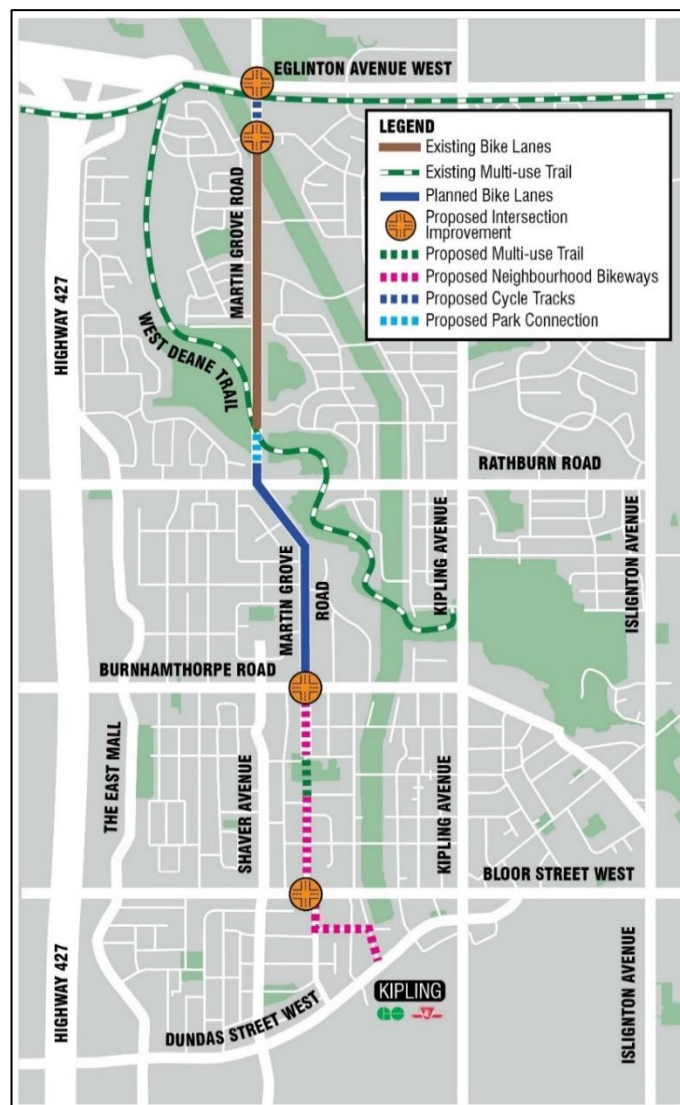 EGLINTON AVENUE WEST
LEGEND
Existing Bike Lanes
Existing Multi-use Trail
Planned Bike Lanes
Proposed Intersection
Improvement
Proposed Multi-use Trail
Proposed Neighbourhood Bikeways
Proposed Cycle Tracks
Proposed Park Connection
MARTIN GROVE ROAD
HIGHWAY 427
WEST DEANE TRAIL
RATHBURN ROAD
KIPLING AVENUE
ISLIGNTON AVENUE
MARTIN GROVE
ROAD
BURNHAMTHORPE ROAD
THE EAST MALL
SHAVER AVENUE
KIPLING AVENUE
BLOOR STREET WEST
HIGHWAY 427
DUNDAS STREET WEST
KIPLING
GO
ISLIGNTON AVENUE